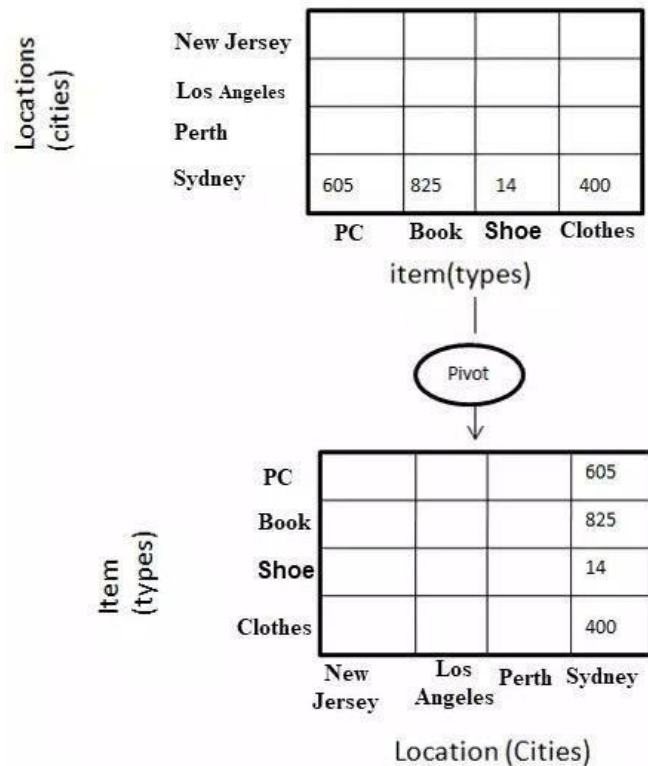 Locations
(cities)
New Jersey
Los Angeles
Perth
Sydney
605 825 14 400
PC Book Shoe Clothes
item(types)
Pivot
Item
(types)
PC 605
Book 825
Shoe 14
Clothes 400
New Los Perth Sydney
Jersey Angeles
Location (Cities)